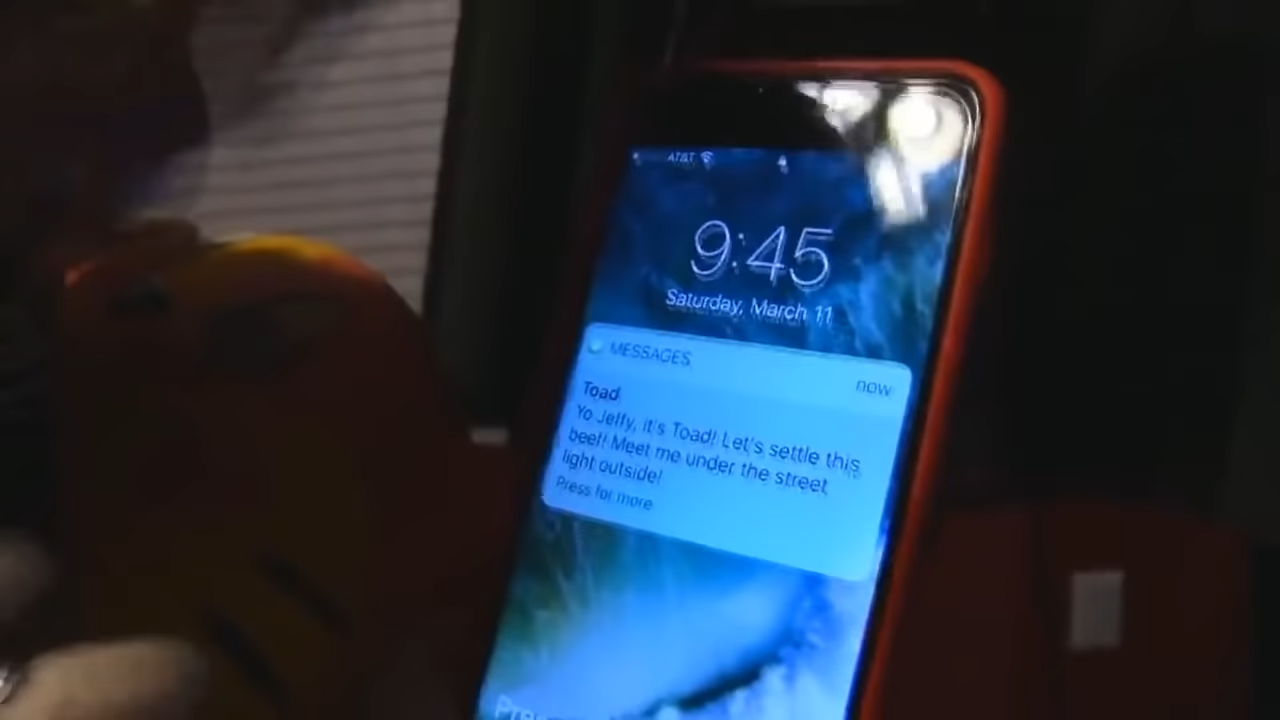 AT&T
9:45
Saturday, March 11
MESSAGES
now
Toad
Yo Jeffy, it's Toad! Let's settle this
beef! Meet me under the street
light outside!
Press for more